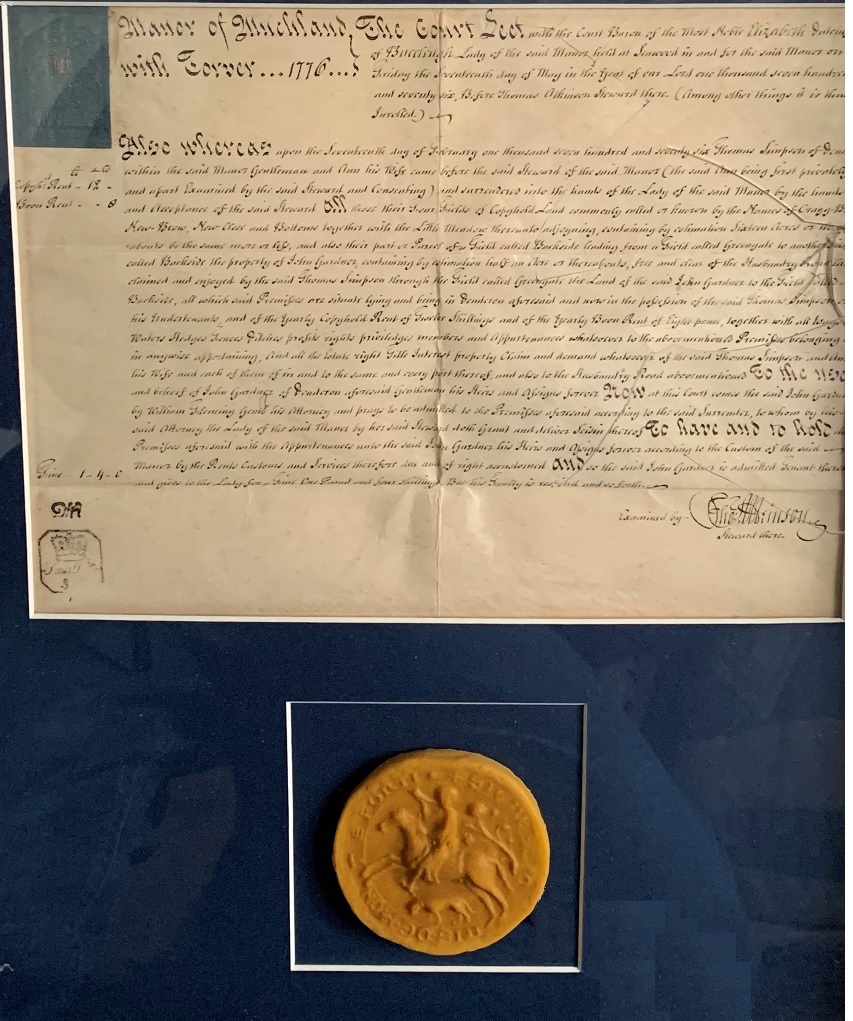 Manor of Muchland
with Torver...1776...
The Court Leet with the Court Baron of the Most Noble Elizabeth
of Buccleugh Lady of the said Manor held at Seawood in and for the said Manor on
Friday the Seventeenth day of May in the Year of our Lord one thousand seven hundred
and seventy six, Before Thomas Atkinson Steward there. (Among other things it is thus
Inrolled.)
Also whereas upon the Seventeenth day of February one thousand seven hundred and seventy six Thomas Simpson of
within the said Manor Gentleman and Ann his Wife came before the said Steward of the said Manor (the said Ann being first privately
Copyhd. Rent - 12 -
and apart Examined by the said Steward and Consenting) and surrendered into the hands of the Lady of the said Manor by the hands
Boon Rent - - 8
and Acceptance of the said Steward All those their Four Fields of Copyhold Land commonly called or known by the Names of
New-Brow, New Close and Bottoms together with the Little Meadow thereunto adjoyning, containing by estimation Sixteen Acres or
abouts be the same more or less, and also their part or Parcel of a Field called Backside leading from a Field called Greengate to another
called Backside the property of John Gardner, containing by estimation half an Acre or thereabouts, free and clear of the Husbandry Road
claimed and enjoyed by the said Thomas Simpson through the Field called Greengate the Land of the said John Gardner to the Field called
Backside, all which said Premisses are situate lying and being in Dendron aforesaid and now in the possession of the said Thomas Simpson
his Undertenants, and of the Yearly Copyhold Rent of Twelve Shillings and of the Yearly Boon Rent of Eight-pence, together with all
Waters Hedges Fences Ditches profits rights priviledges members and Appurtenances whatsoever to the abovementioned Premisses belonging
in anywise appertaining, And all the Estate right Title Interest property Claim and demand whatsoever of the said Thomas Simpson and
his Wife and each of them of in and to the same and every part thereof, and also to the Husbandry Road abovementioned To the use
and behoof of John Gardner of Dendron aforesaid Gentleman his Heirs and Assigns forever Now at this Court comes the said John
by William Fleming Gent. his Attorney and prays to be admitted to the Premisses aforesaid according to the said Surrender, to whom by his
said Attorney the Lady of the said Manor by her said Steward doth Grant and deliver Seisin thereof To have and to hold
Premisses aforesaid with the Appurtenances unto the said John Gardner his Heirs and Assigns forever according to the Custom of the said
Manor by the Rents Customs and Services therefore due and of right accustomed and so the said John Gardner is admitted Tenant
Fine - 1 - 4 - 0
and gives to the Lady for a Fine One Pound and four shillings But his Fealty is respited and so forth.
Examined by Tho. Atkinson
Steward there.